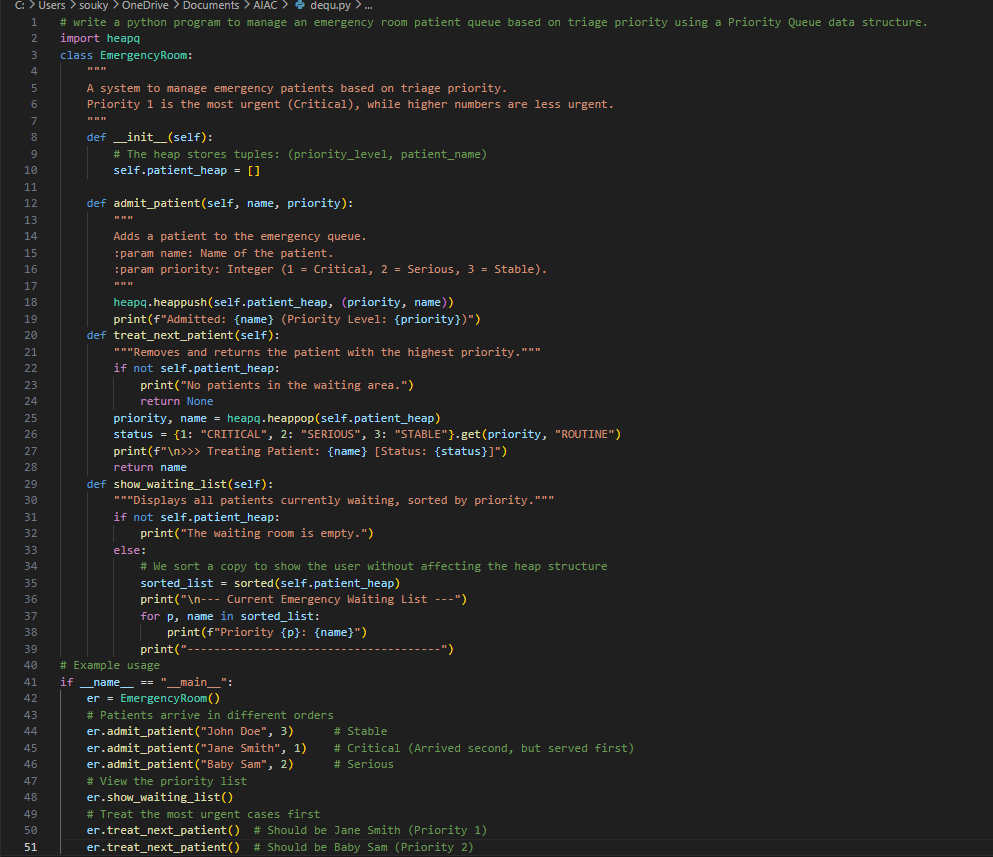 C: > Users > souky > OneDrive > Documents > AIAC > dequ.py > ...
1 # write a python program to manage an emergency room patient queue based on triage priority using a Priority Queue data structure.
2 import heapq
3 class EmergencyRoom:
4     """
5     A system to manage emergency patients based on triage priority.
6     Priority 1 is the most urgent (Critical), while higher numbers are less urgent.
7     """
8     def __init__(self):
9         # The heap stores tuples: (priority_level, patient_name)
10         self.patient_heap = []
11
12     def admit_patient(self, name, priority):
13         """
14         Adds a patient to the emergency queue.
15         :param name: Name of the patient.
16         :param priority: Integer (1 = Critical, 2 = Serious, 3 = Stable).
17         """
18         heapq.heappush(self.patient_heap, (priority, name))
19         print(f"Admitted: {name} (Priority Level: {priority})")
20     def treat_next_patient(self):
21         """Removes and returns the patient with the highest priority."""
22         if not self.patient_heap:
23             print("No patients in the waiting area.")
24             return None
25         priority, name = heapq.heappop(self.patient_heap)
26         status = {1: "CRITICAL", 2: "SERIOUS", 3: "STABLE"}.get(priority, "ROUTINE")
27         print(f"\n>>> Treating Patient: {name} [Status: {status}]")
28         return name
29     def show_waiting_list(self):
30         """Displays all patients currently waiting, sorted by priority."""
31         if not self.patient_heap:
32             print("The waiting room is empty.")
33         else:
34             # We sort a copy to show the user without affecting the heap structure
35             sorted_list = sorted(self.patient_heap)
36             print("\n--- Current Emergency Waiting List ---")
37             for p, name in sorted_list:
38                 print(f"Priority {p}: {name}")
39             print("--------------------------------------")
40 # Example usage
41 if __name__ == "__main__":
42     er = EmergencyRoom()
43     # Patients arrive in different orders
44     er.admit_patient("John Doe", 3)      # Stable
45     er.admit_patient("Jane Smith", 1)    # Critical (Arrived second, but served first)
46     er.admit_patient("Baby Sam", 2)      # Serious
47     # View the priority list
48     er.show_waiting_list()
49     # Treat the most urgent cases first
50     er.treat_next_patient()  # Should be Jane Smith (Priority 1)
51     er.treat_next_patient()  # Should be Baby Sam (Priority 2)